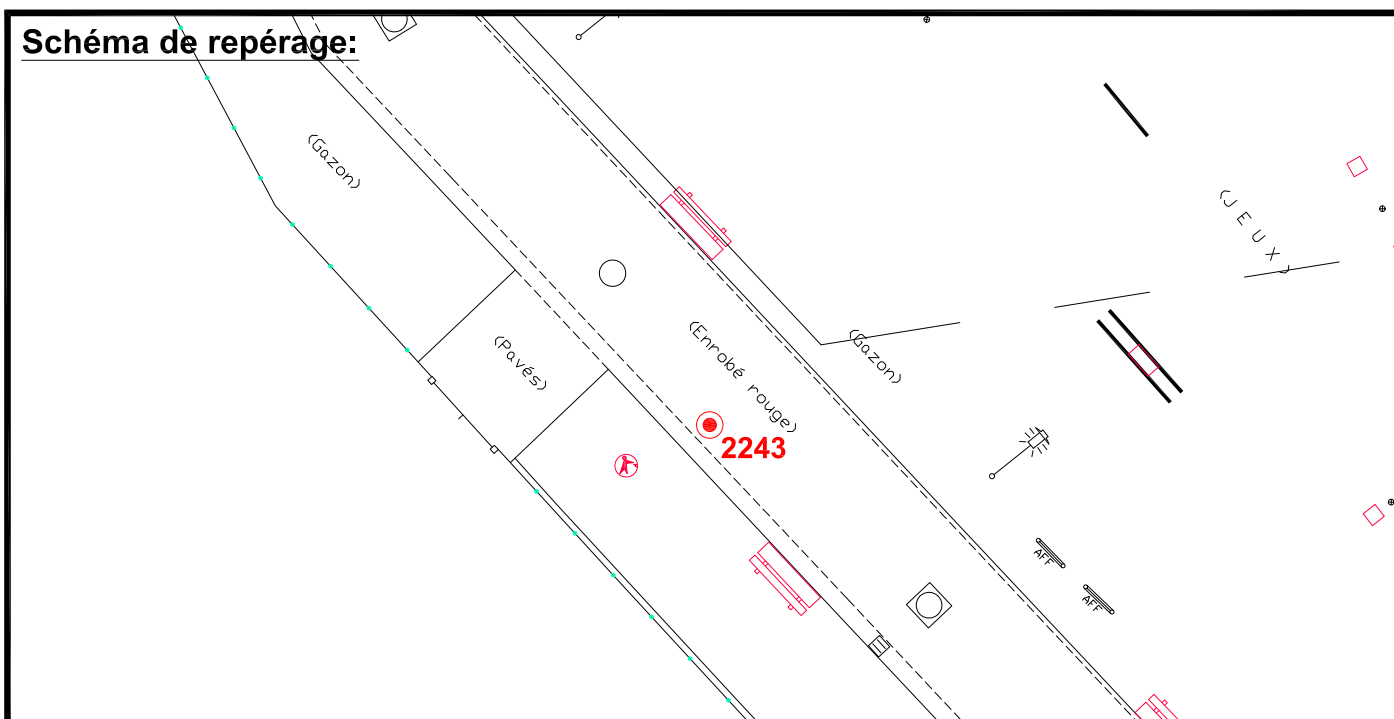 Schéma de repérage:
(Gazon)
(JEUX)
(Pavés)
(Enrobé rouge)
(Gazon)
2243
AFF
AFF